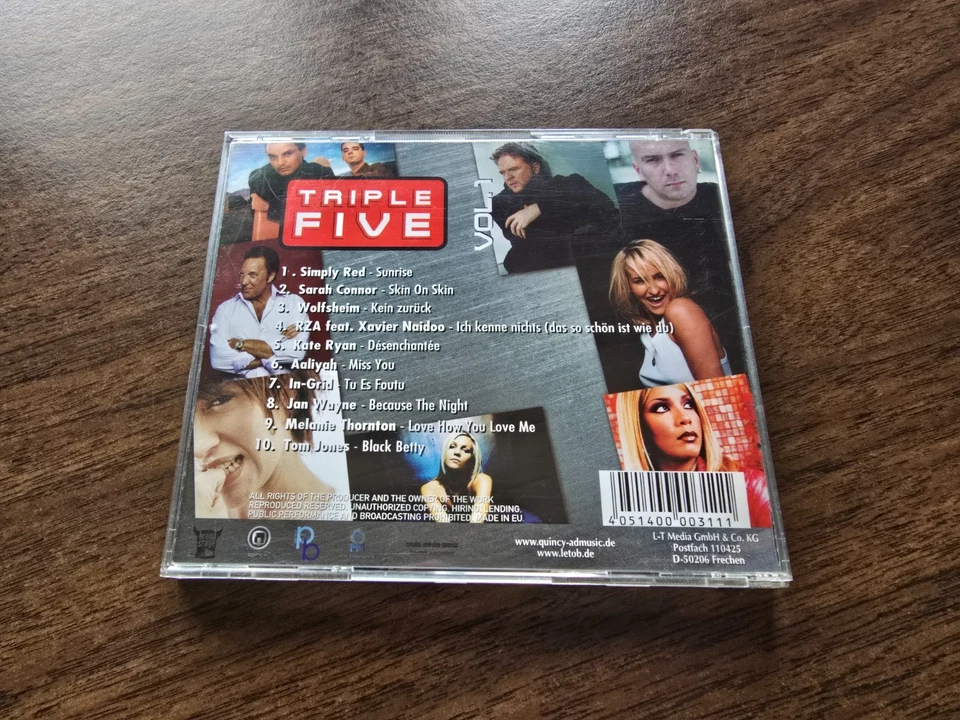 TRIPLE
FIVE
VOL.1
1. Simply Red - Sunrise
2. Sarah Connor - Skin On Skin
3. Wolfsheim - Kein zurück
4. RZA feat. Xavier Naidoo - Ich kenne nichts (das so schön ist wie du)
5. Kate Ryan - Désenchantée
6. Aaliyah - Miss You
7. In-Grid - Tu Es Foutu
8. Jan Wayne - Because The Night
9. Melanie Thornton - Love How You Love Me
10. Tom Jones - Black Betty
ALL RIGHTS OF THE PRODUCER AND THE OWNER OF THE WORK
REPRODUCED RESERVED. UNAUTHORIZED COPYING, HIRING, LENDING,
PUBLIC PERFORMANCE AND BROADCASTING PROHIBITED. MADE IN EU.
4 051400 003111
www.quincy-admusic.de
www.letob.de
L-T Media GmbH & Co. KG
Postfach 110425
D-50206 Frechen